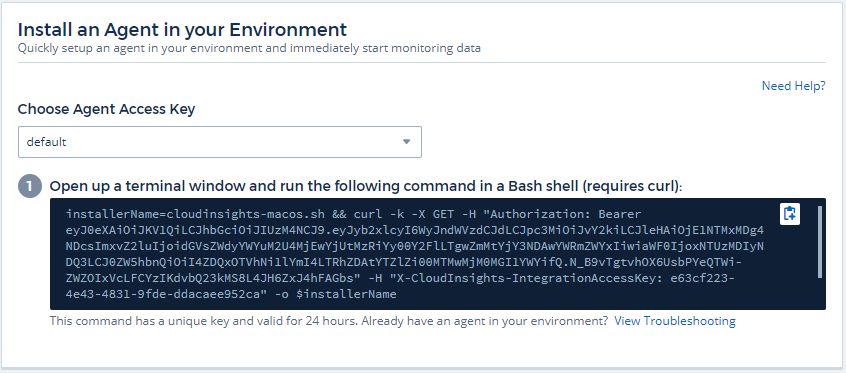 Install an Agent in your Environment
Quickly setup an agent in your environment and immediately start monitoring data
Need Help?
Choose Agent Access Key
default
1 Open up a terminal window and run the following command in a Bash shell (requires curl):
installerName=cloudinsights-macos.sh && curl -k -X GET -H "Authorization: Bearer
eyJ0eXAiOiJKV1QiLCJhbGciOiJIUzM4NCJ9.eyJyb2xlcyI6WyJndWVzdCJdLCJpc3MiOiJvY2kiLCJleHAiOjE1NTMxMDg4
NDcsImxvZ2luIjoidGVsZWdyYWYuM2U4MjEwYjUtMzRiYy00Y2FlLTgwZmMtYjY3NDAwYWRmZWYxIiwiaWF0IjoxNTUzMDIyN
DQ3LCJ0ZW5hbnQiOiI4ZDQxOTVhNi1lYmI4LTRhZDAtYTZlZi00MTMwMjM0MGI1YWYifQ.N_B9vTgtvhOX6UsbPYeQTWi-
ZWZOIxVcLFCYzIKdvbQ23kMS8L4JH6ZxJ4hFAGbs" -H "X-CloudInsights-IntegrationAccessKey: e63cf223-
4e43-4831-9fde-ddacaee952ca" -o $installerName
This command has a unique key and valid for 24 hours. Already have an agent in your environment? View Troubleshooting